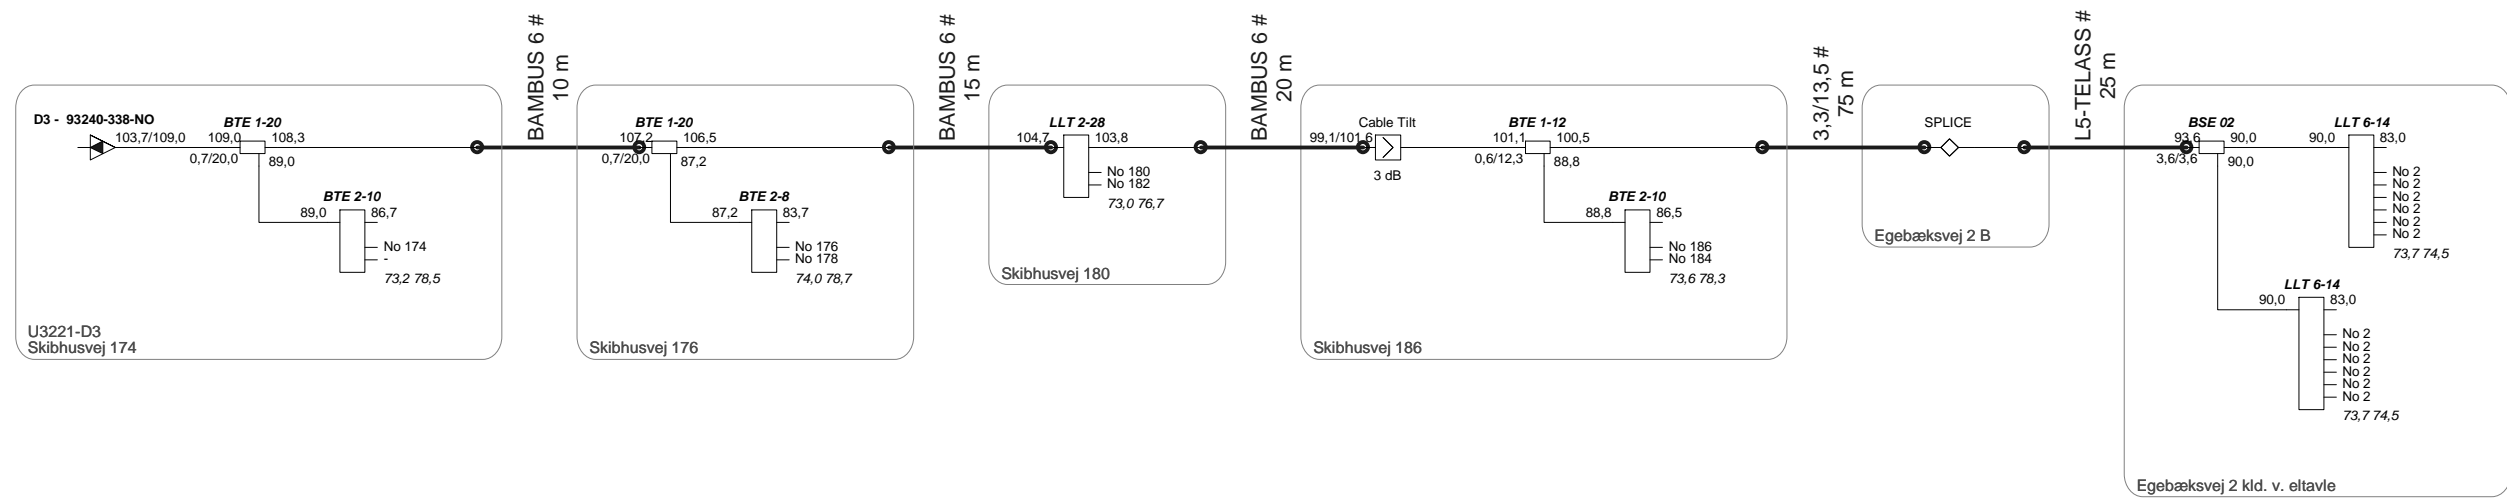 D3 - 93240-338-NO
103,7/109,0
BTE 1-20
109,0
108,3
0,7/20,0
89,0
BTE 2-10
89,0
86,7
No 174
-
73,2 78,5
U3221-D3
Skibhusvej 174
BAMBUS 6 #
10 m
BTE 1-20
107,2
106,5
0,7/20,0
87,2
BTE 2-8
87,2
83,7
No 176
No 178
74,0 78,7
Skibhusvej 176
BAMBUS 6 #
15 m
LLT 2-28
104,7
103,8
No 180
No 182
73,0 76,7
Skibhusvej 180
BAMBUS 6 #
20 m
Cable Tilt
99,1/101,6
3 dB
BTE 1-12
101,1
100,5
0,6/12,3
88,8
BTE 2-10
88,8
86,5
No 186
No 184
73,6 78,3
Skibhusvej 186
3,3/13,5 #
75 m
SPLICE
Egebæksvej 2 B
L5-TELASS #
25 m
BSE 02
93,6
90,0
3,6/3,6
90,0
LLT 6-14
90,0
83,0
No 2
No 2
No 2
No 2
No 2
No 2
73,7 74,5
LLT 6-14
90,0
83,0
No 2
No 2
No 2
No 2
No 2
No 2
73,7 74,5
Egebæksvej 2 kld. v. eltavle